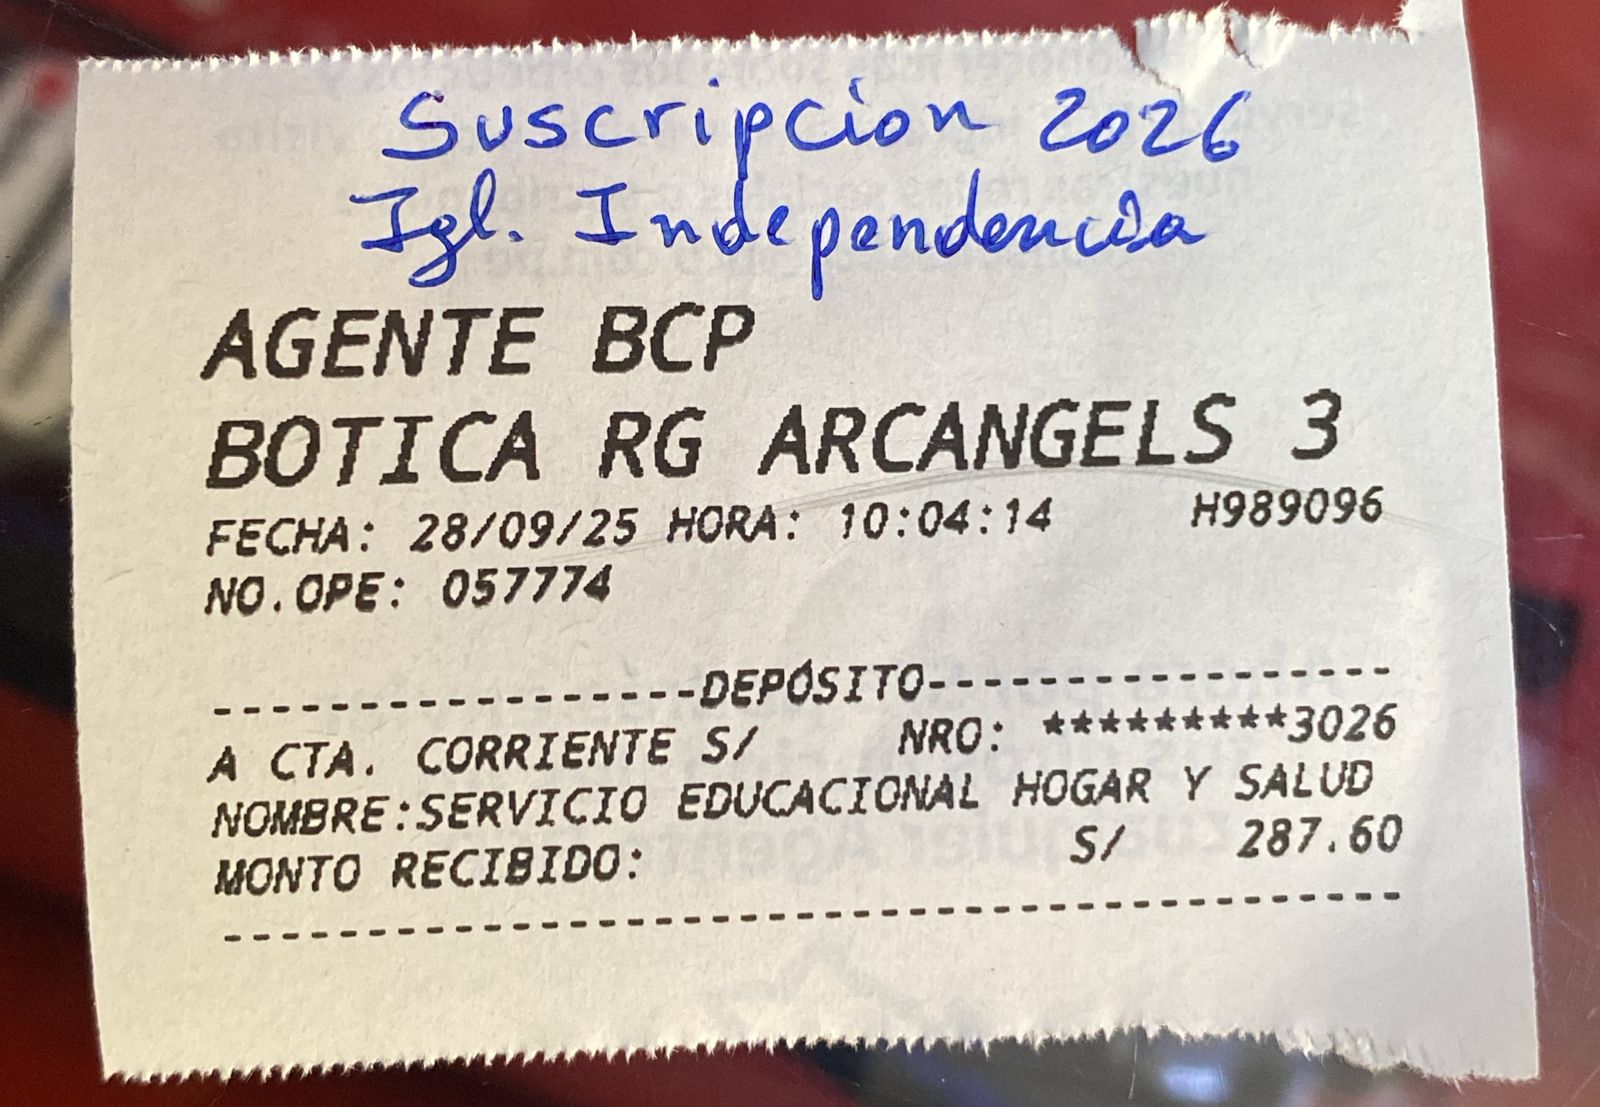 Suscripcion 2026
Igl. Independencia
AGENTE BCP
BOTICA RG ARCANGELS 3
FECHA: 28/09/25 HORA: 10:04:14 H989096
NO.OPE: 057774
----------------DEPÓSITO----------------
A CTA. CORRIENTE S/ NRO: *********3026
NOMBRE:SERVICIO EDUCACIONAL HOGAR Y SALUD
MONTO RECIBIDO: S/ 287.60
----------------------------------------